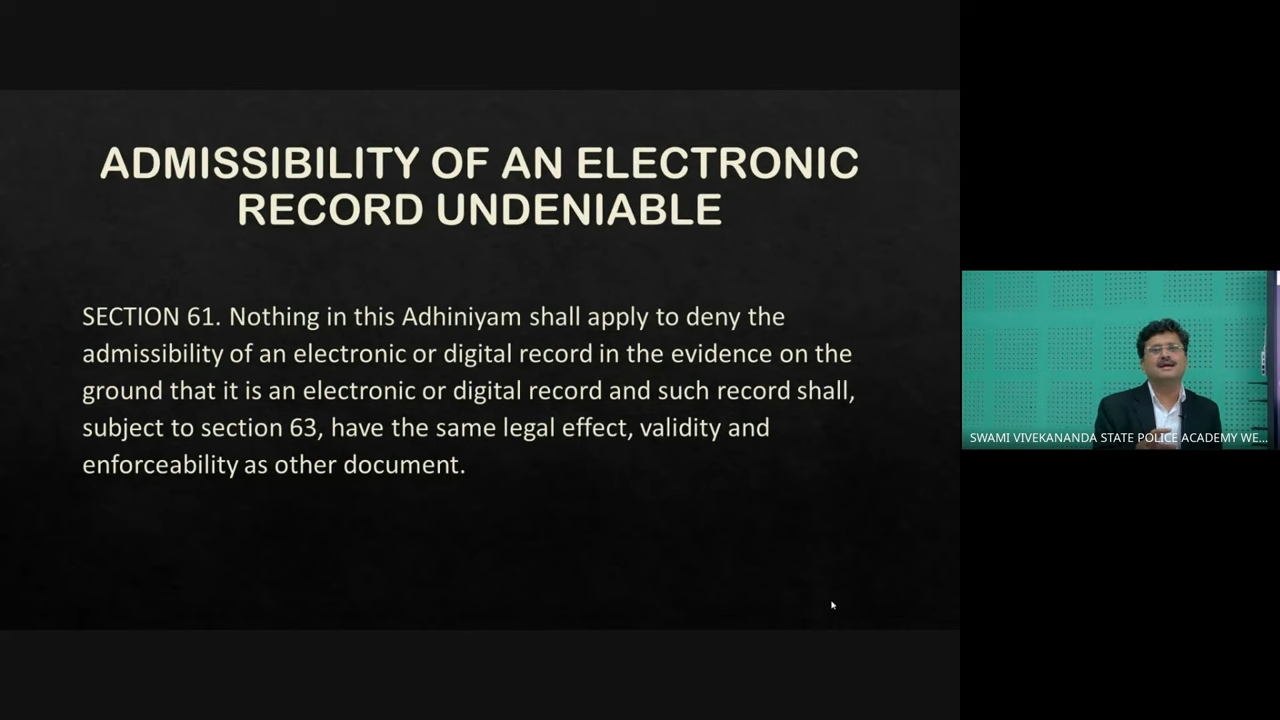 ADMISSIBILITY OF AN ELECTRONIC
RECORD UNDENIABLE
SECTION 61. Nothing in this Adhiniyam shall apply to deny the
admissibility of an electronic or digital record in the evidence on the
ground that it is an electronic or digital record and such record shall,
subject to section 63, have the same legal effect, validity and
enforceability as other document.
SWAMI VIVEKANANDA STATE POLICE ACADEMY WE...